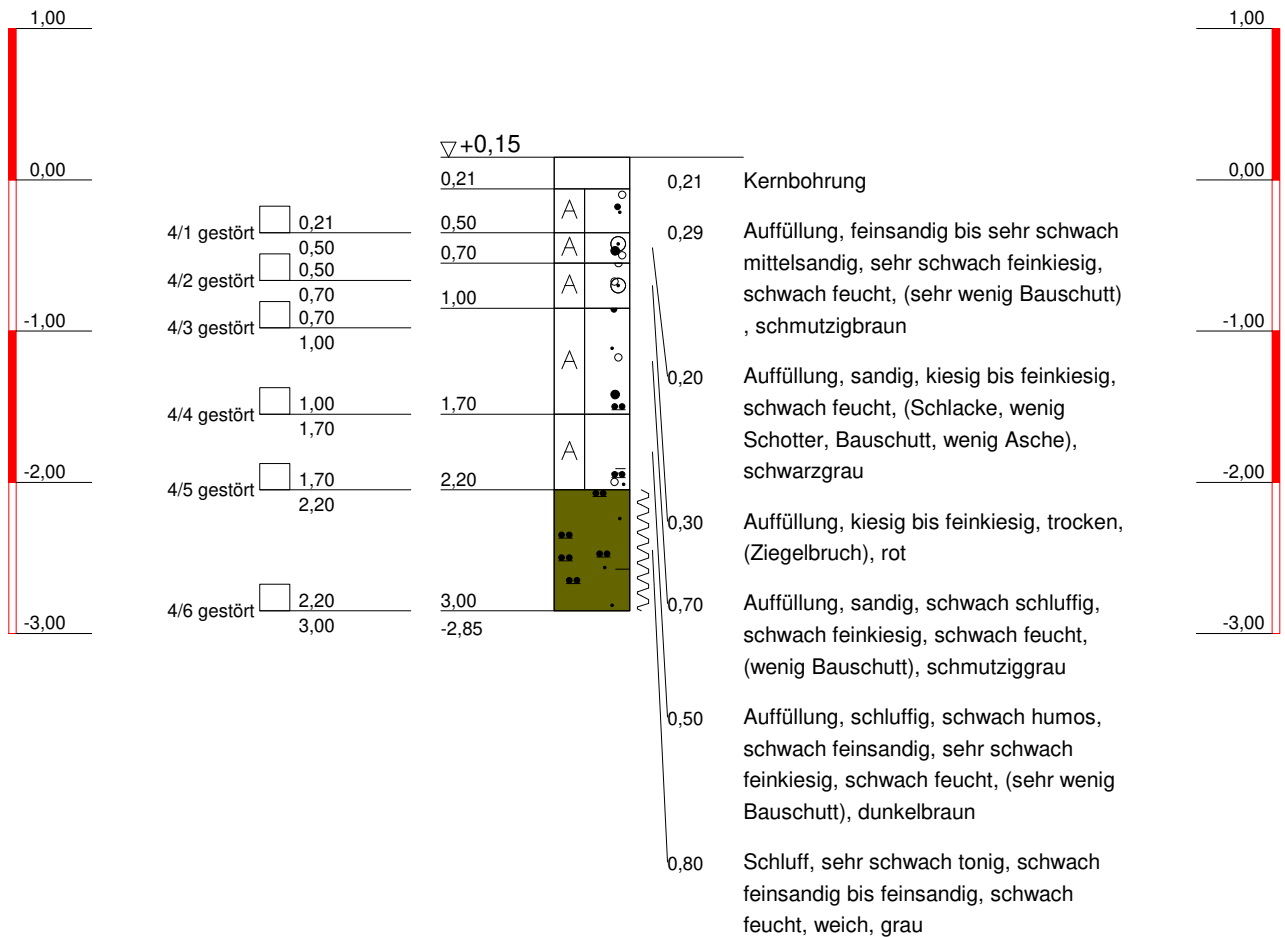 1,00
0,00
-1,00
-2,00
-3,00
4/1 gestört
0,21
0,50
4/2 gestört
0,50
0,70
4/3 gestört
0,70
1,00
4/4 gestört
1,00
1,70
4/5 gestört
1,70
2,20
4/6 gestört
2,20
3,00
+0,15
0,21
0,50
0,70
1,00
1,70
2,20
3,00
-2,85
A
A
A
A
A
0,21 Kernbohrung
0,29 Auffüllung, feinsandig bis sehr schwach
mittelsandig, sehr schwach feinkiesig,
schwach feucht, (sehr wenig Bauschutt)
, schmutzigbraun
0,20 Auffüllung, sandig, kiesig bis feinkiesig,
schwach feucht, (Schlacke, wenig
Schotter, Bauschutt, wenig Asche),
schwarzgrau
0,30 Auffüllung, kiesig bis feinkiesig, trocken,
(Ziegelbruch), rot
0,70 Auffüllung, sandig, schwach schluffig,
schwach feinkiesig, schwach feucht,
(wenig Bauschutt), schmutziggrau
0,50 Auffüllung, schluffig, schwach humos,
schwach feinsandig, sehr schwach
feinkiesig, schwach feucht, (sehr wenig
Bauschutt), dunkelbraun
0,80 Schluff, sehr schwach tonig, schwach
feinsandig bis feinsandig, schwach
feucht, weich, grau
1,00
0,00
-1,00
-2,00
-3,00